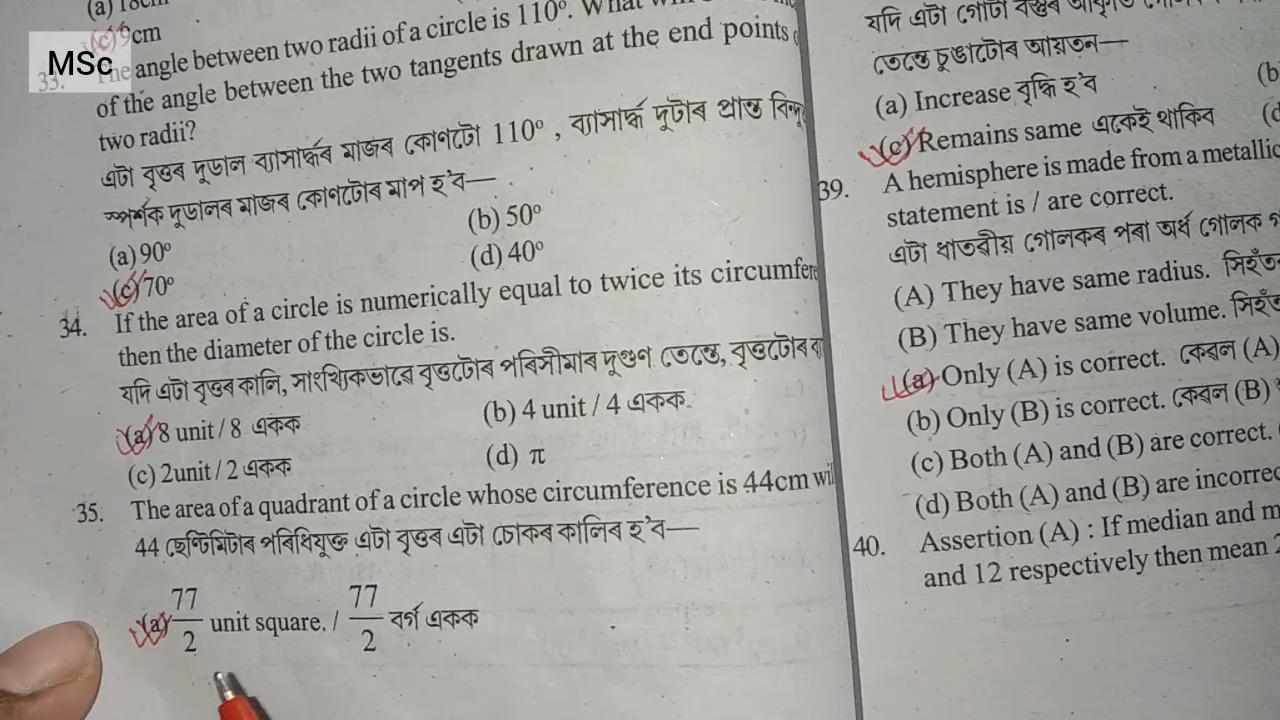 (a) 18cm
(c) 9cm
MSc
33. The angle between two radii of a circle is 110°. What
of the angle between the two tangents drawn at the end points
two radii?
এটা বৃত্তৰ দুডাল ব্যাসাৰ্দ্ধৰ মাজৰ কোণটো 110°, ব্যাসাৰ্দ্ধ দুটাৰ প্ৰান্ত বিন্দু
স্পৰ্শক দুডালৰ মাজৰ কোণটোৰ মাপ হ'ব—
(a) 90°
(b) 50°
(c) 70°
(d) 40°
34. If the area of a circle is numerically equal to twice its circumfere
then the diameter of the circle is.
যদি এটা বৃত্তৰ কালি, সাংখ্যিকভাৱে বৃত্তটোৰ পৰিসীমাৰ দুগুণ তেন্তে, বৃত্তটোৰ ব্যা
(a) 8 unit / 8 একক
(b) 4 unit / 4 একক.
(c) 2unit / 2 একক
(d) π
35. The area of a quadrant of a circle whose circumference is 44cm wil
44 ছেণ্টিমিটাৰ পৰিধিযুক্ত এটা বৃত্তৰ এটা চোকৰ কালিৰ হ'ব—
(a) 77/2 unit square. / 77/2 বৰ্গ একক
যদি এটা গোটা বস্তুৰ আকৃতি
তেন্তে চুঙাটোৰ আয়তন—
(a) Increase বৃদ্ধি হ'ব
(b
(c) Remains same একেই থাকিব
39. A hemisphere is made from a metallic
statement is / are correct.
এটা ধাতৱীয় গোলকৰ পৰা অৰ্ধ গোলক
(A) They have same radius. সিহঁত
(B) They have same volume. সিহঁ
(a) Only (A) is correct. কেৱল (A)
(b) Only (B) is correct. কেৱল (B)
(c) Both (A) and (B) are correct.
(d) Both (A) and (B) are incorrec
40. Assertion (A) : If median and m
and 12 respectively then mean 2